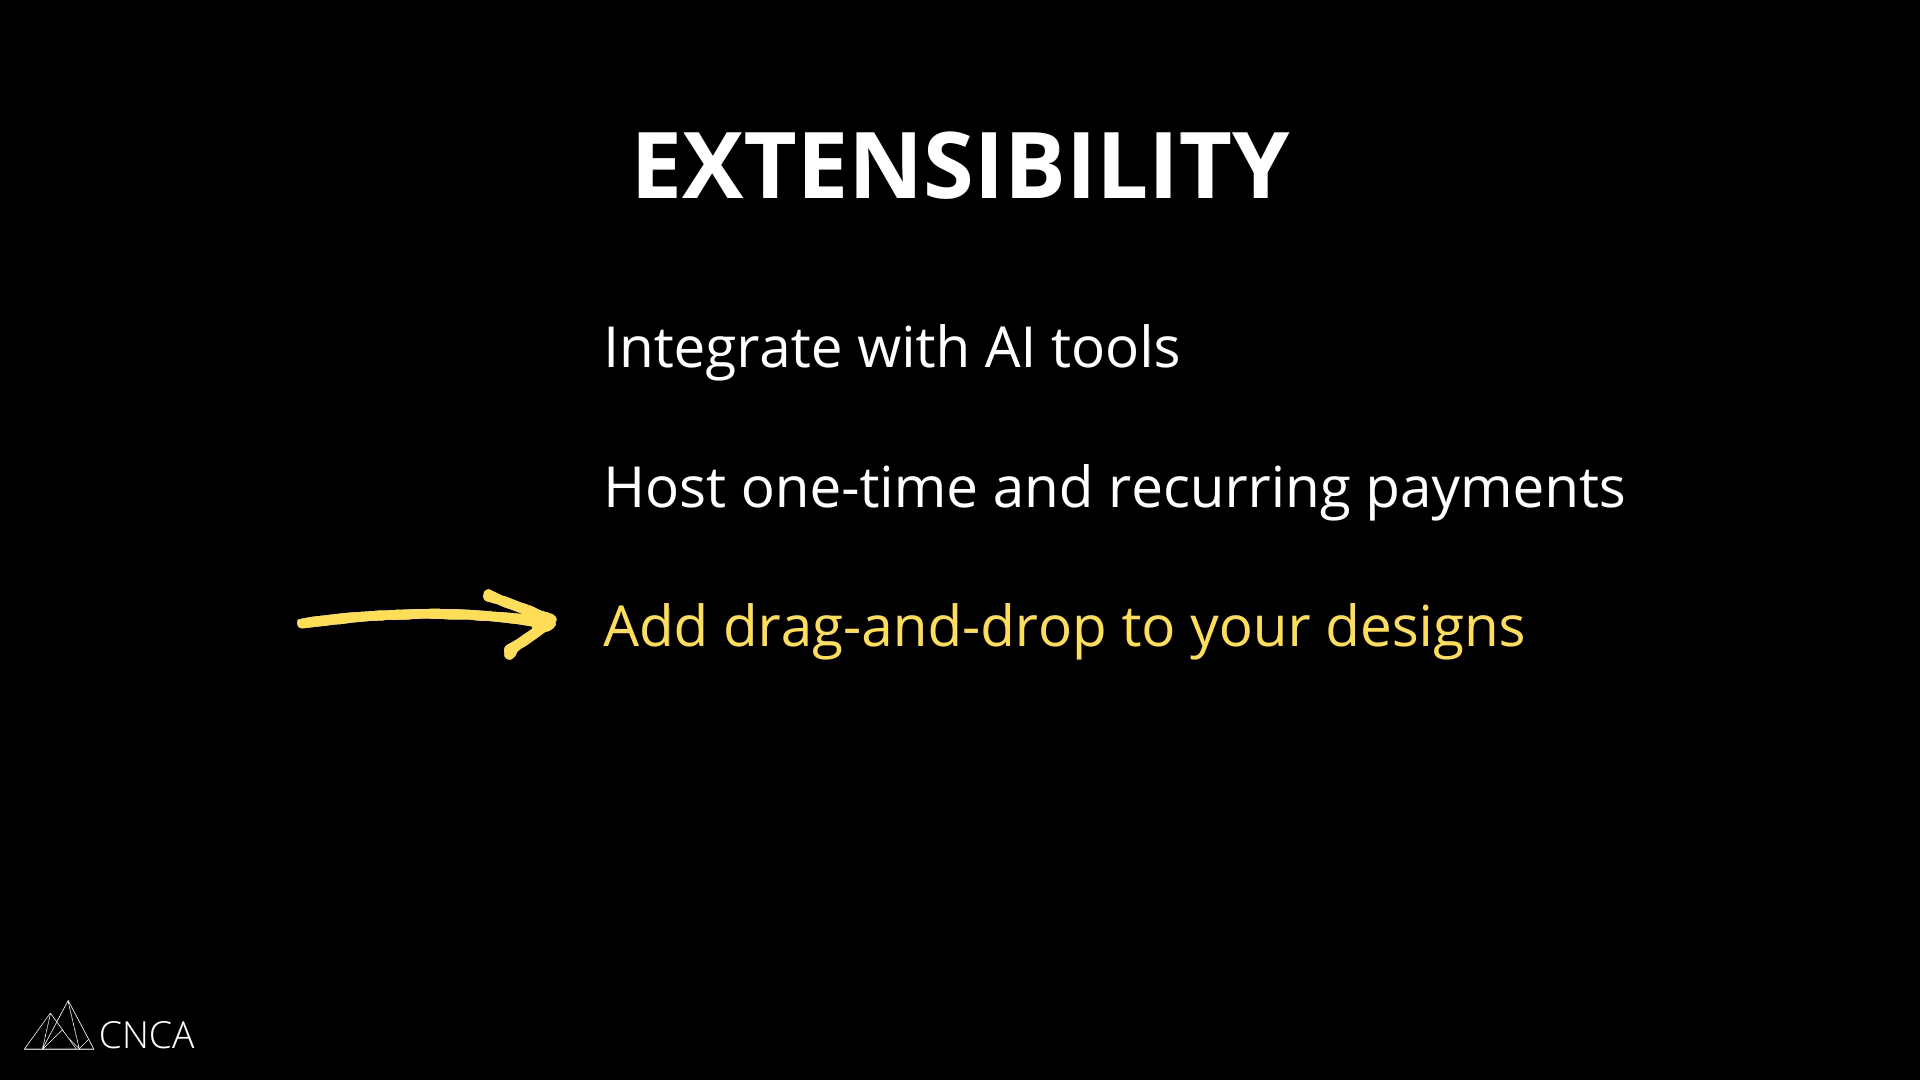 EXTENSIBILITY
Integrate with AI tools
Host one-time and recurring payments
Add drag-and-drop to your designs
CNCA